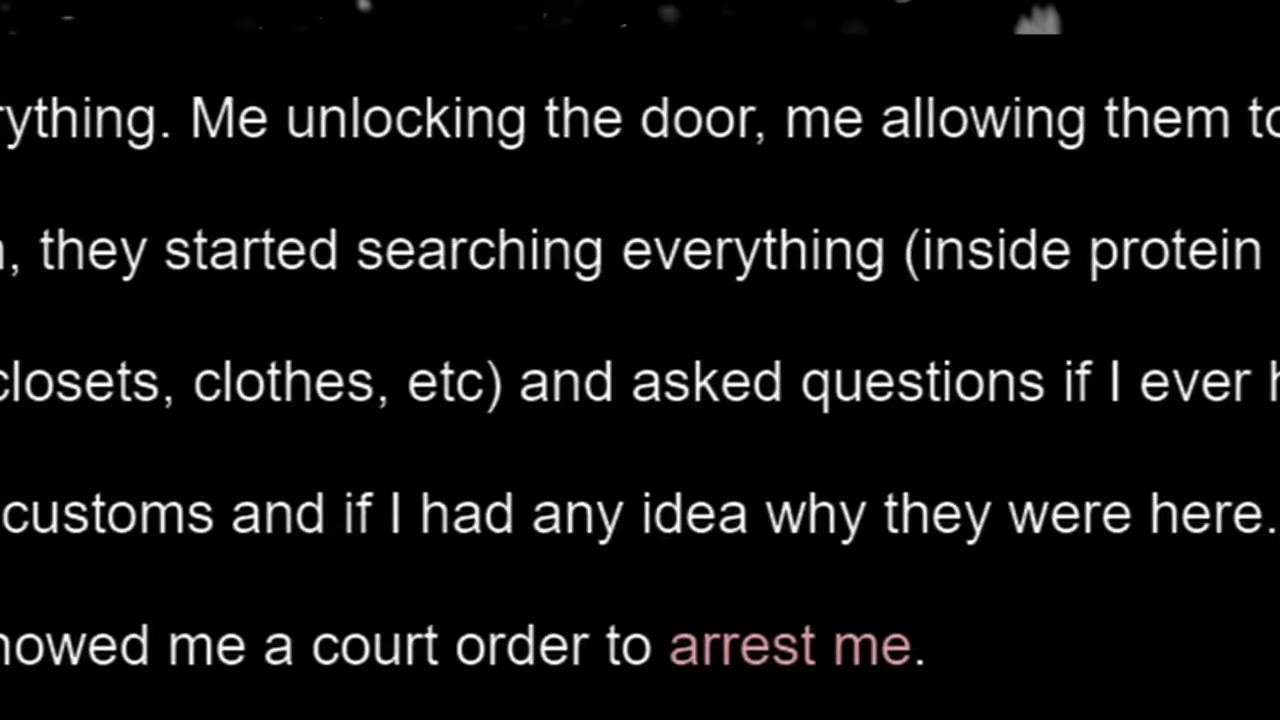 rything. Me unlocking the door, me allowing them to
, they started searching everything (inside protein
closets, clothes, etc) and asked questions if I ever
customs and if I had any idea why they were here.
howed me a court order to arrest me.